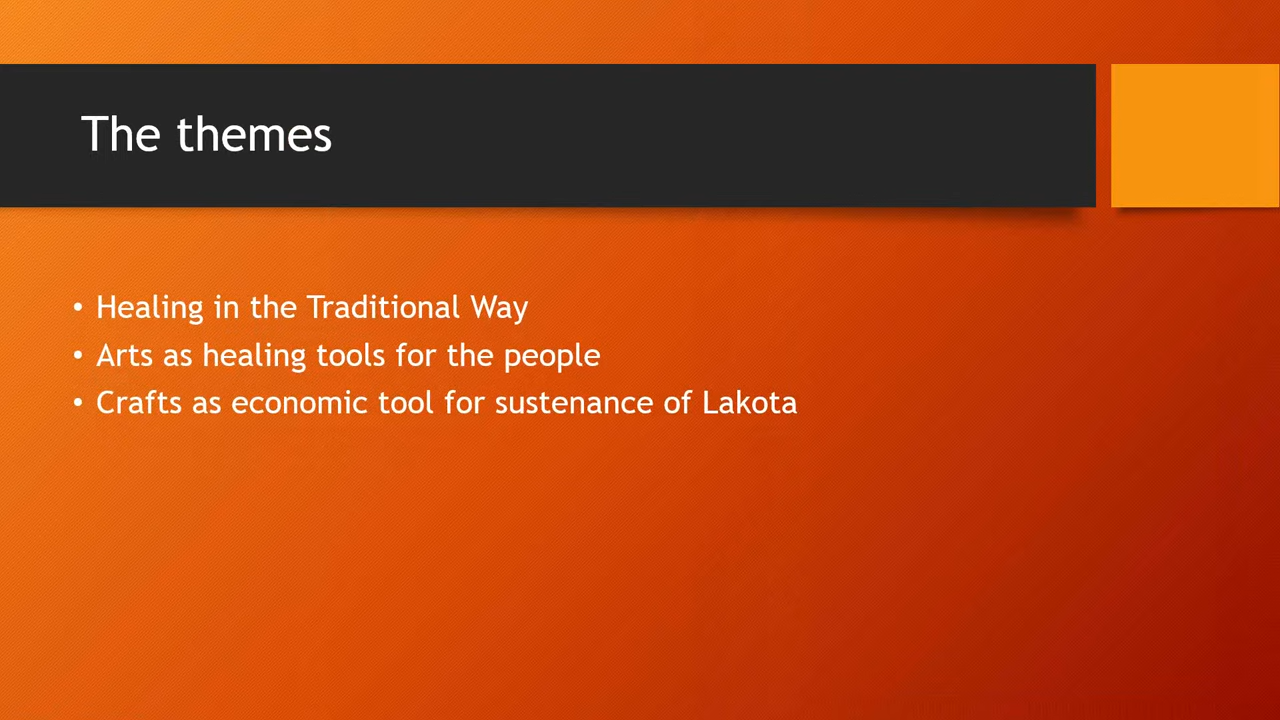 The themes
• Healing in the Traditional Way
• Arts as healing tools for the people
• Crafts as economic tool for sustenance of Lakota